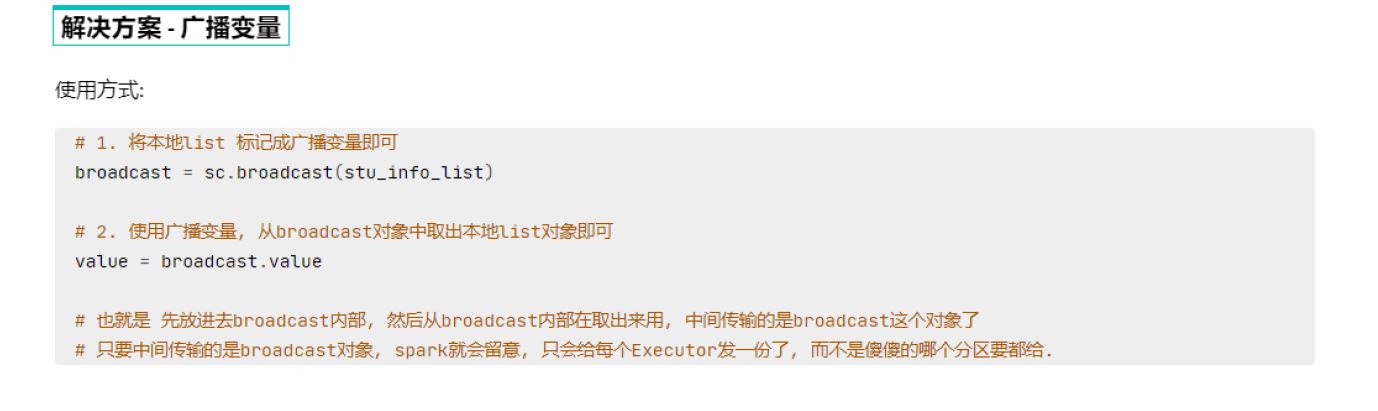 解决方案 - 广播变量
使用方式:
# 1. 将本地list 标记成广播变量即可
broadcast = sc.broadcast(stu_info_list)
# 2. 使用广播变量, 从broadcast对象中取出本地list对象即可
value = broadcast.value
# 也就是 先放进去broadcast内部, 然后从broadcast内部在取出来用, 中间传输的是broadcast这个对象了
# 只要中间传输的是broadcast对象, spark就会留意, 只会给每个Executor发一份了, 而不是傻傻的哪个分区要都给.